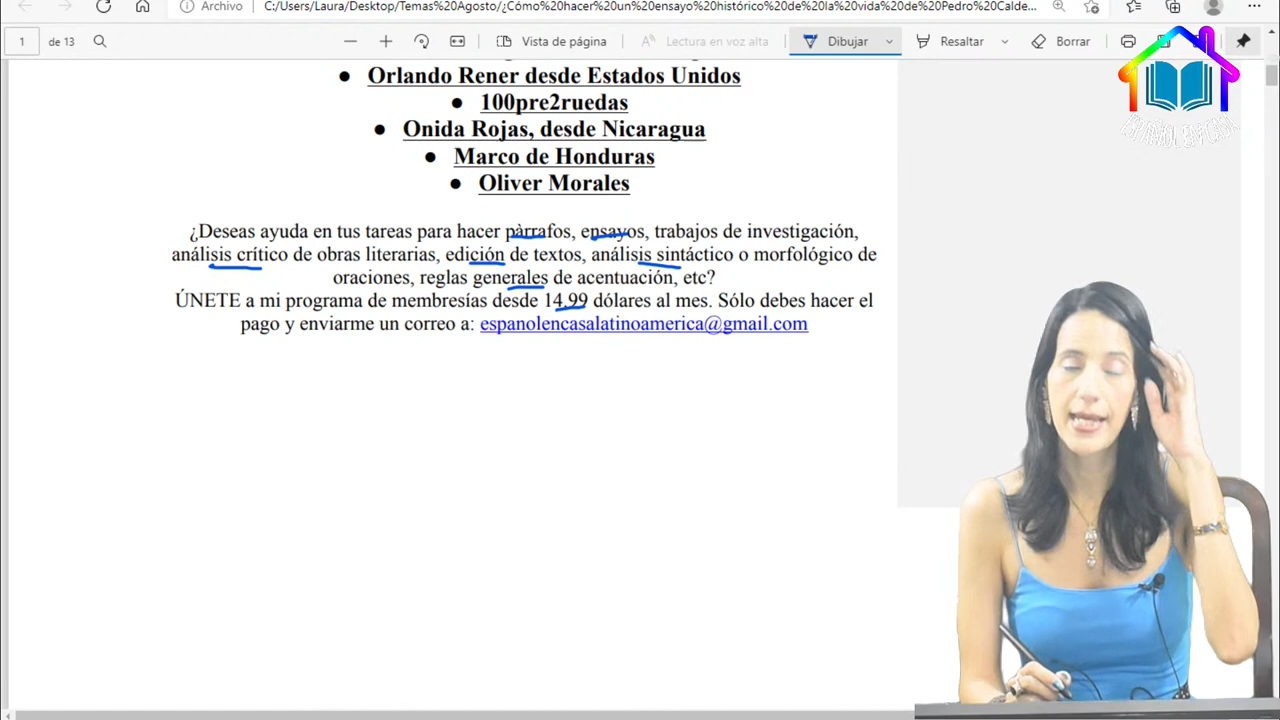 Archivo
C:/Users/Laura/Desktop/Temas%20Agosto/¿Cómo%20hacer%20un%20ensayo%20histórico%20de%20la%20vida%20de%20Pedro%20Calde...
1 de 13
Vista de página
Lectura en voz alta
Dibujar
Resaltar
Borrar
● Orlando Rener desde Estados Unidos
● 100pre2ruedas
● Onida Rojas, desde Nicaragua
● Marco de Honduras
● Oliver Morales
¿Deseas ayuda en tus tareas para hacer pàrrafos, ensayos, trabajos de investigación,
análisis crítico de obras literarias, edición de textos, análisis sintáctico o morfológico de
oraciones, reglas generales de acentuación, etc?
ÚNETE a mi programa de membresías desde 14.99 dólares al mes. Sólo debes hacer el
pago y enviarme un correo a: espanolencasalatinoamerica@gmail.com
ESPAÑOL EN CASA